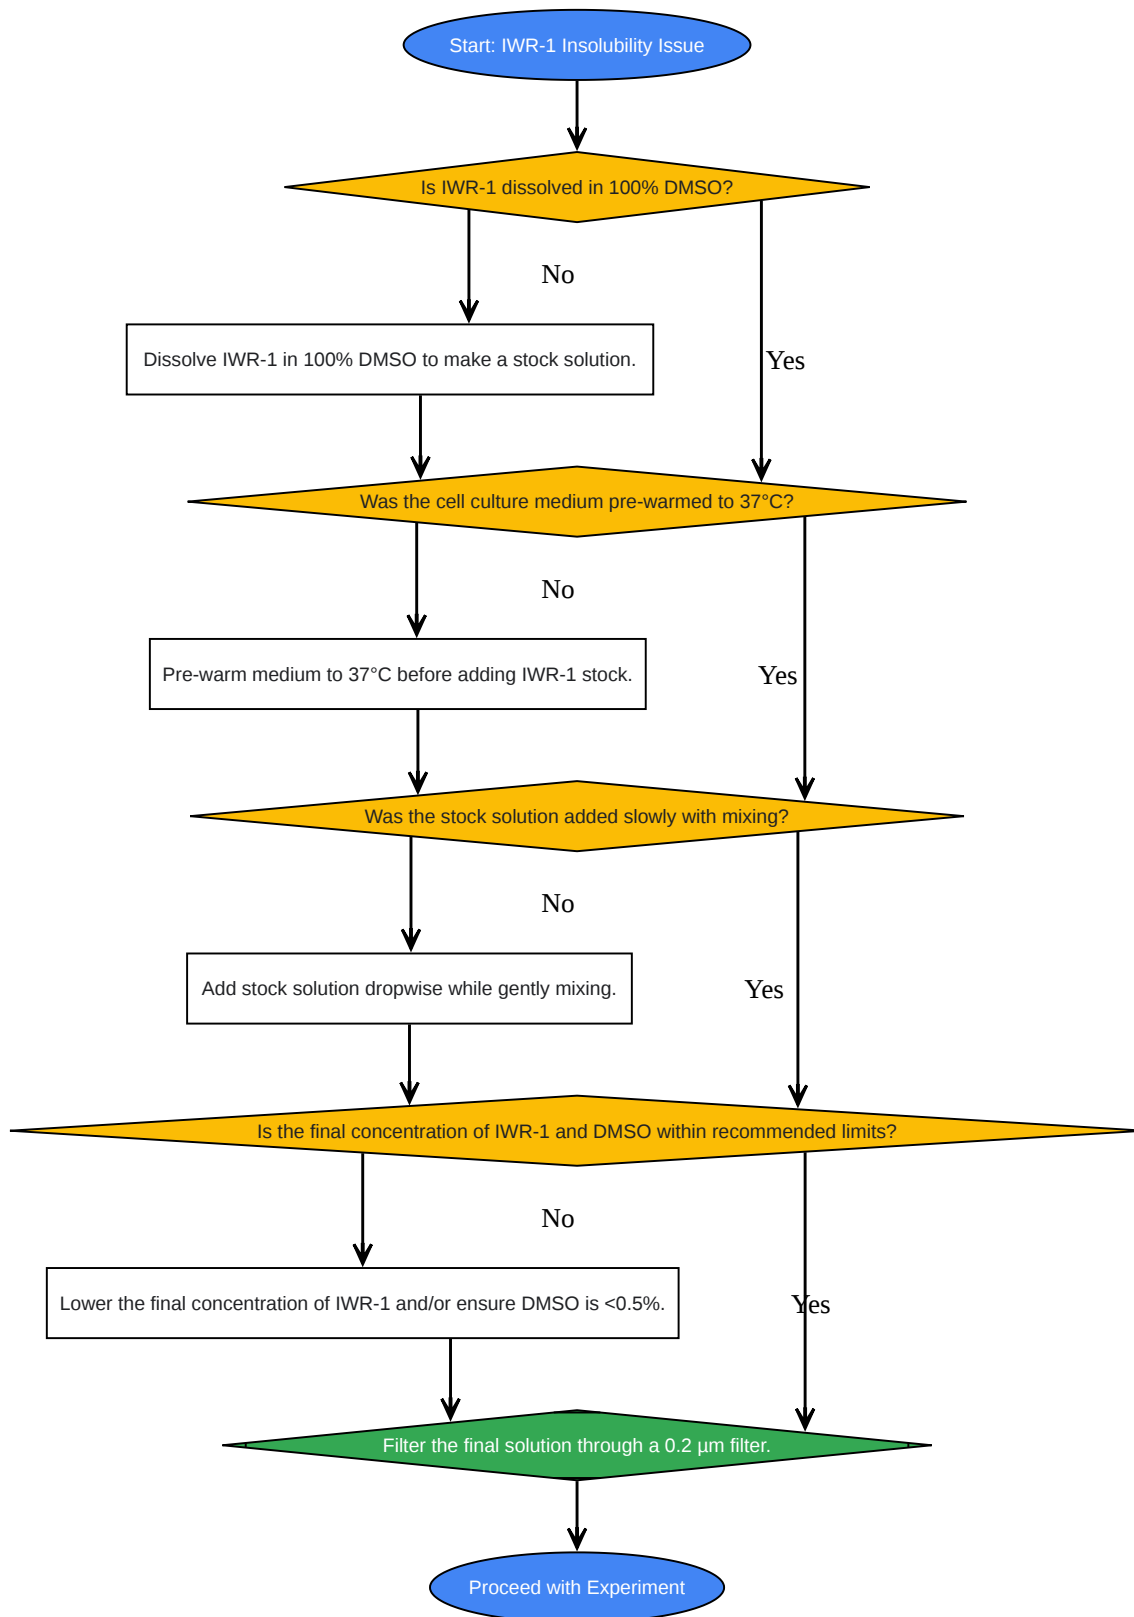 Start: IWR-1 Insolubility Issue
Is IWR-1 dissolved in 100% DMSO?
No
Dissolve IWR-1 in 100% DMSO to make a stock solution.
Yes
Was the cell culture medium pre-warmed to 37°C?
No
Pre-warm medium to 37°C before adding IWR-1 stock.
Yes
Was the stock solution added slowly with mixing?
No
Add stock solution dropwise while gently mixing.
Yes
Is the final concentration of IWR-1 and DMSO within recommended limits?
No
Lower the final concentration of IWR-1 and/or ensure DMSO is <0.5%.
Yes
Filter the final solution through a 0.2 µm filter.
Proceed with Experiment